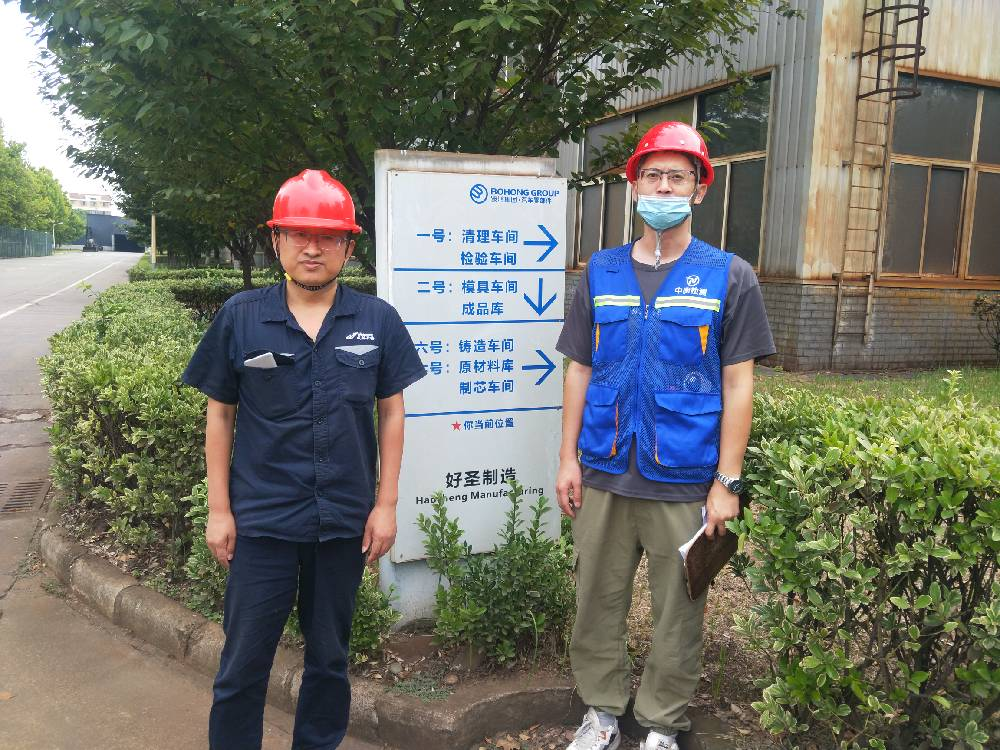 BOHONG GROUP
一号：清理车间
检验车间
二号：模具车间
成品库
六号：铸造车间
号：原材料库
制芯车间
★你当前位置
好圣制造
Haosheng Manufacturing